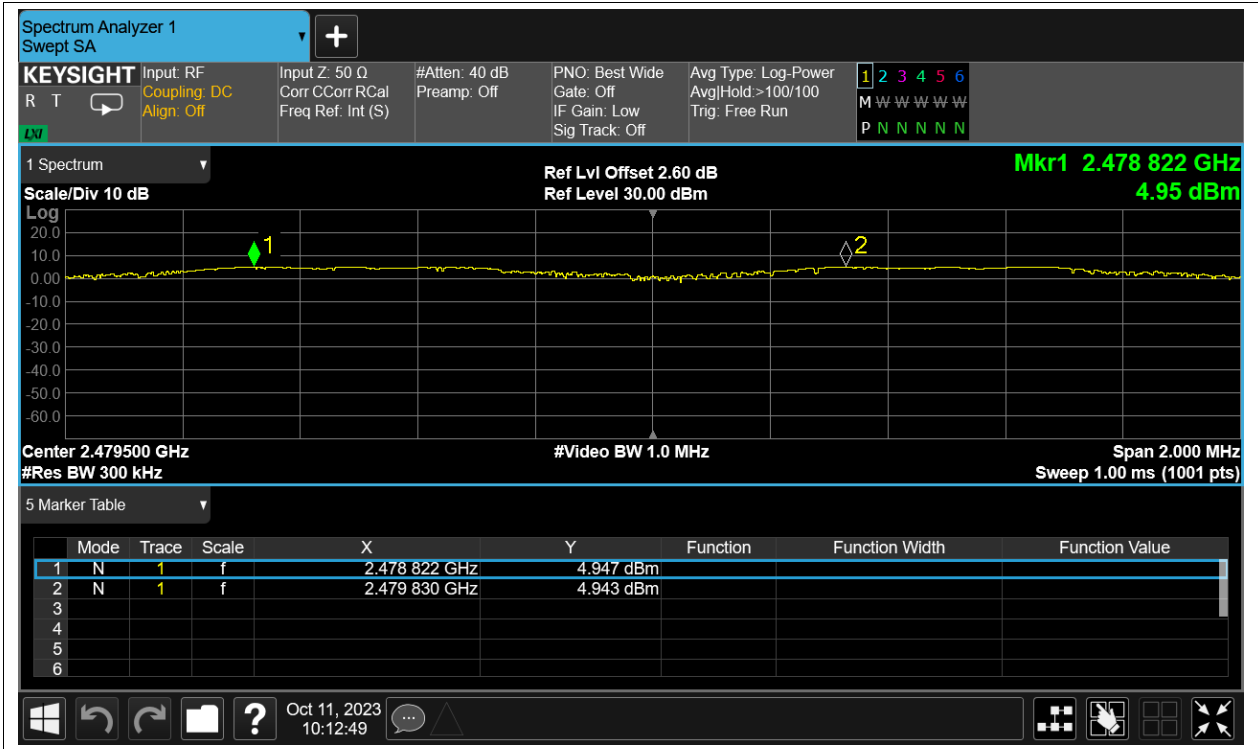 Spectrum Analyzer 1
Swept SA
KEYSIGHT
R T
LXI
Input: RF
Coupling: DC
Align: Off
Input Z: 50 Ω
Corr CCorr RCal
Freq Ref: Int (S)
#Atten: 40 dB
Preamp: Off
PNO: Best Wide
Gate: Off
IF Gain: Low
Sig Track: Off
Avg Type: Log-Power
Avg|Hold:>100/100
Trig: Free Run
1 2 3 4 5 6
M W W W W W
P N N N N N
1 Spectrum
Scale/Div 10 dB
Ref Lvl Offset 2.60 dB
Ref Level 30.00 dBm
Mkr1 2.478 822 GHz
4.95 dBm
Log
20.0
10.0
0.00
-10.0
-20.0
-30.0
-40.0
-50.0
-60.0
1
2
Center 2.479500 GHz
#Video BW 1.0 MHz
Span 2.000 MHz
#Res BW 300 kHz
Sweep 1.00 ms (1001 pts)
5 Marker Table
Mode Trace Scale X Y Function Function Width Function Value
1 N 1 f 2.478 822 GHz 4.947 dBm
2 N 1 f 2.479 830 GHz 4.943 dBm
3
4
5
6
?
Oct 11, 2023
10:12:49